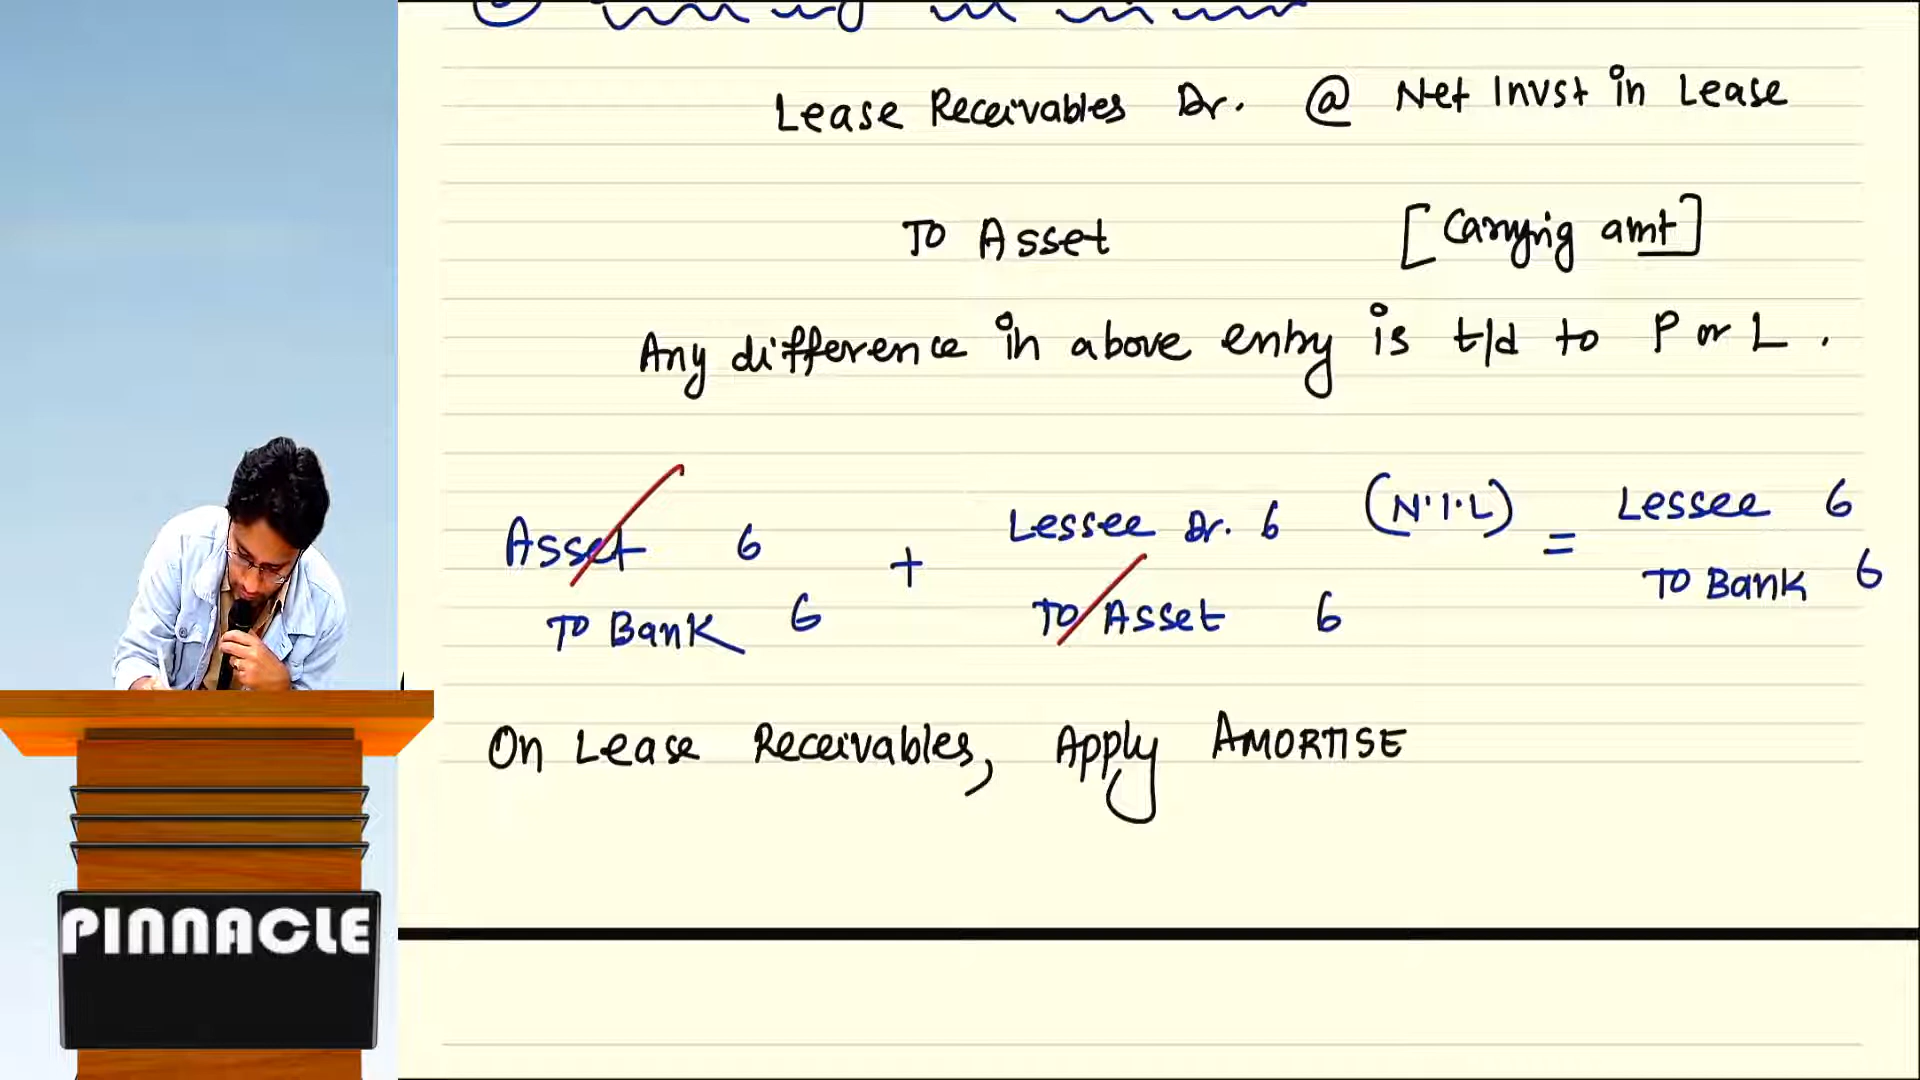 Lease Receivables Dr. @ Net Invst in Lease
To Asset [Carrying amt]
Any difference in above entry is t/d to P or L.
Asset 6 + Lessee Dr. 6 (N.I.L) = Lessee 6
To Bank 6 To Asset 6 To Bank 6
On Lease Receivables, Apply AMORTISE
PINNACLE